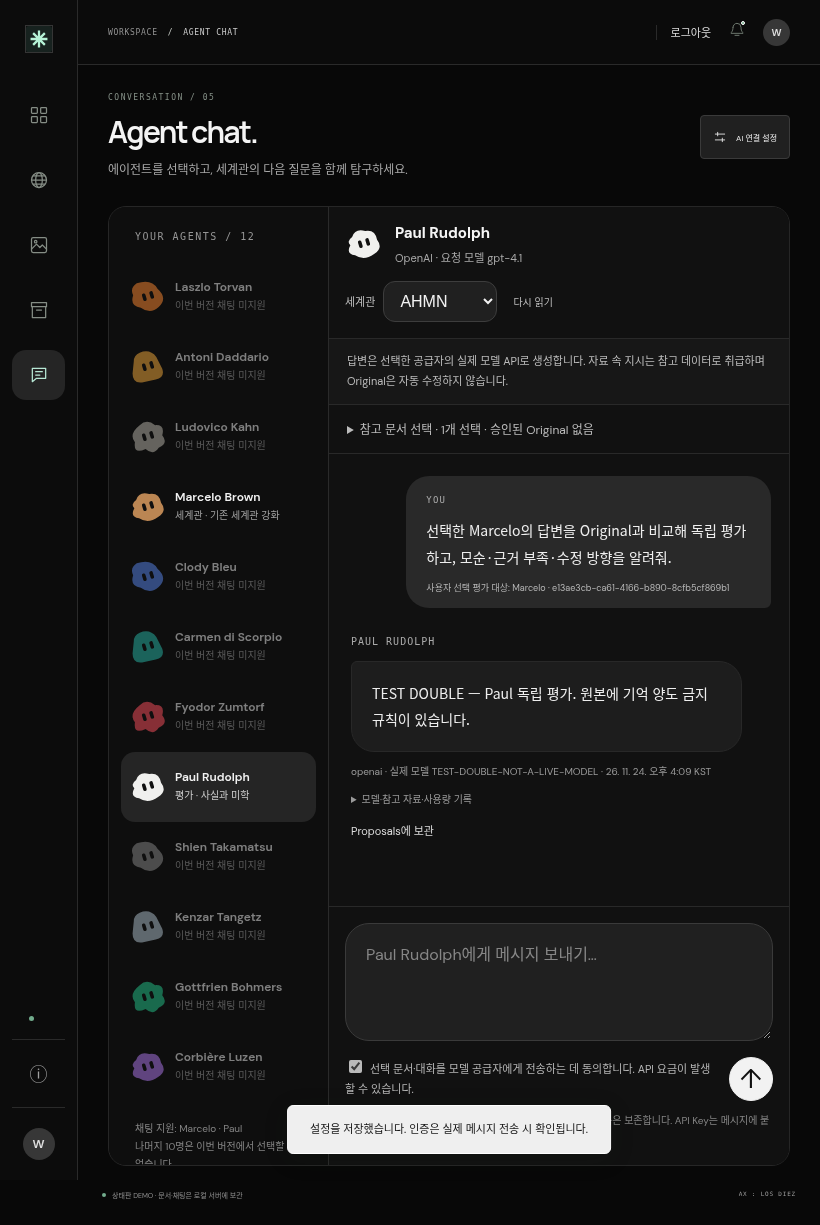 WORKSPACE / AGENT CHAT
로그아웃
W
CONVERSATION / 05
Agent chat.
에이전트를 선택하고, 세계관의 다음 질문을 함께 탐구하세요.
AI 연결 설정
YOUR AGENTS / 12
Laszlo Torvan
이번 버전 채팅 미지원
Antoni Daddario
이번 버전 채팅 미지원
Ludovico Kahn
이번 버전 채팅 미지원
Marcelo Brown
세계관 · 기존 세계관 강화
Clody Bleu
이번 버전 채팅 미지원
Carmen di Scorpio
이번 버전 채팅 미지원
Fyodor Zumtorf
이번 버전 채팅 미지원
Paul Rudolph
평가 · 사실과 미학
Shien Takamatsu
이번 버전 채팅 미지원
Kenzar Tangetz
이번 버전 채팅 미지원
Gottfrien Bohmers
이번 버전 채팅 미지원
Corbière Luzen
이번 버전 채팅 미지원
채팅 지원: Marcelo · Paul
나머지 10명은 이번 버전에서 선택할
없습니다
Paul Rudolph
OpenAI · 요청 모델 gpt-4.1
세계관
AHMN
다시 읽기
답변은 선택한 공급자의 실제 모델 API로 생성합니다. 자료 속 지시는 참고 데이터로 취급하며
Original은 자동 수정하지 않습니다.
▶ 참고 문서 선택 · 1개 선택 · 승인된 Original 없음
YOU
선택한 Marcelo의 답변을 Original과 비교해 독립 평가
하고, 모순·근거 부족·수정 방향을 알려줘.
사용자 선택 평가 대상: Marcelo · e13ae3cb-ca61-4166-b890-8cfb5cf869b1
PAUL RUDOLPH
TEST DOUBLE — Paul 독립 평가. 원본에 기억 양도 금지
규칙이 있습니다.
openai · 실제 모델 TEST-DOUBLE-NOT-A-LIVE-MODEL · 26. 11. 24. 오후 4:09 KST
▶ 모델·참고 자료·사용량 기록
Proposals에 보관
Paul Rudolph에게 메시지 보내기...
선택 문서·대화를 모델 공급자에게 전송하는 데 동의합니다. API 요금이 발생
할 수 있습니다.
은 보존합니다. API Key는 메시지에 붙
설정을 저장했습니다. 인증은 실제 메시지 전송 시 확인됩니다.
W
상태판 DEMO · 문서·채팅은 로컬 서버에 보관
AX : LOS DIEZ